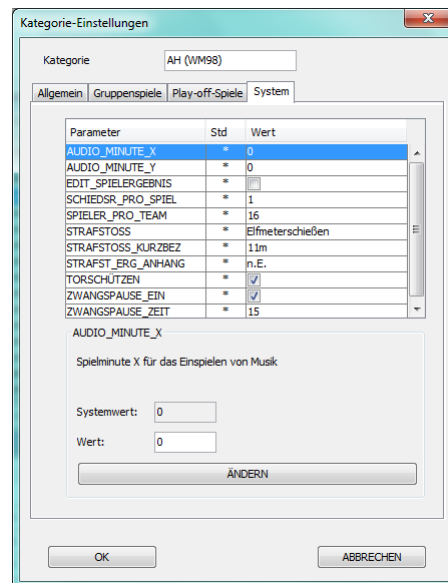 Kategorie-Einstellungen
Kategorie AH (WM98)
Allgemein Gruppenspiele Play-off-Spiele System
Parameter Std Wert
AUDIO_MINUTE_X * 0
AUDIO_MINUTE_Y * 0
EDIT_SPIELERGEBNIS *
SCHIEDSR_PRO_SPIEL * 1
SPIELER_PRO_TEAM * 16
STRAFSTOSS * Elfmeterschießen
STRAFSTOSS_KURZBEZ * 11m
STRAFST_ERG_ANHANG * n.E.
TORSCHÜTZEN *
ZWANGSPAUSE_EIN *
ZWANGSPAUSE_ZEIT * 15
AUDIO_MINUTE_X
Spielminute X für das Einspielen von Musik
Systemwert: 0
Wert: 0
ÄNDERN
OK ABBRECHEN